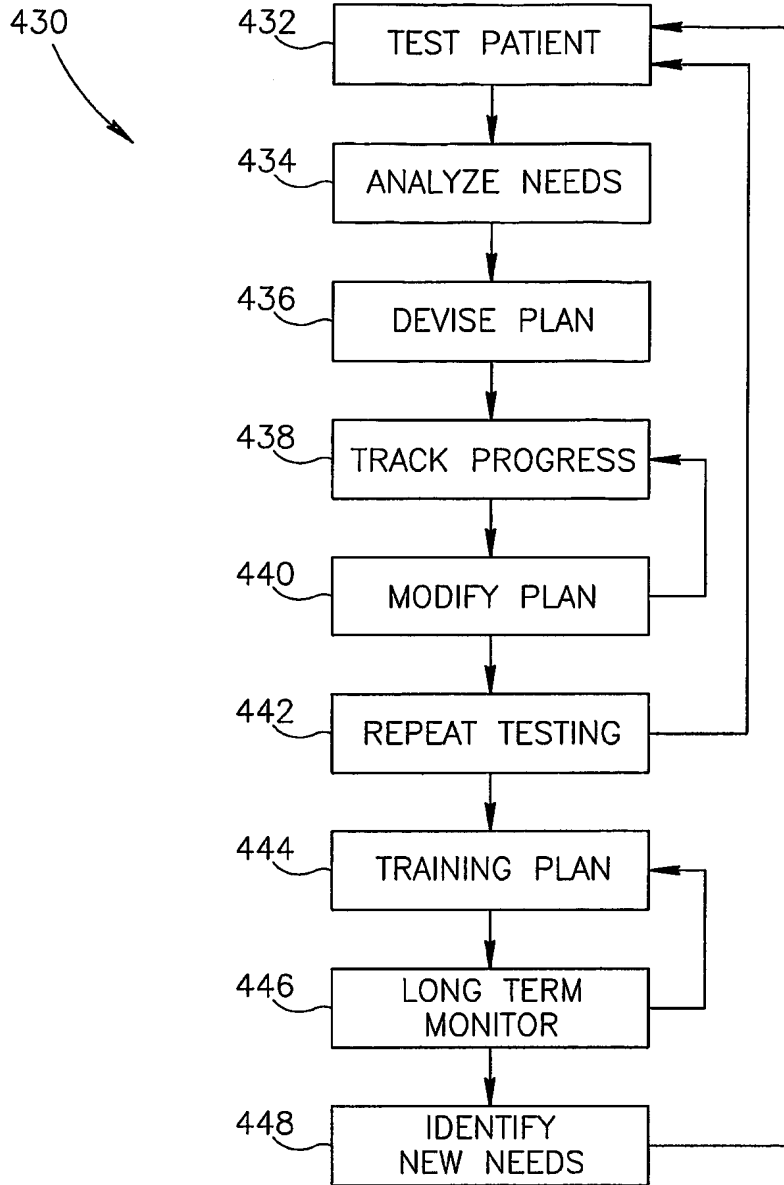 430
432
TEST PATIENT
434
ANALYZE NEEDS
436
DEVISE PLAN
438
TRACK PROGRESS
440
MODIFY PLAN
442
REPEAT TESTING
444
TRAINING PLAN
446
LONG TERM
MONITOR
448
IDENTIFY
NEW NEEDS